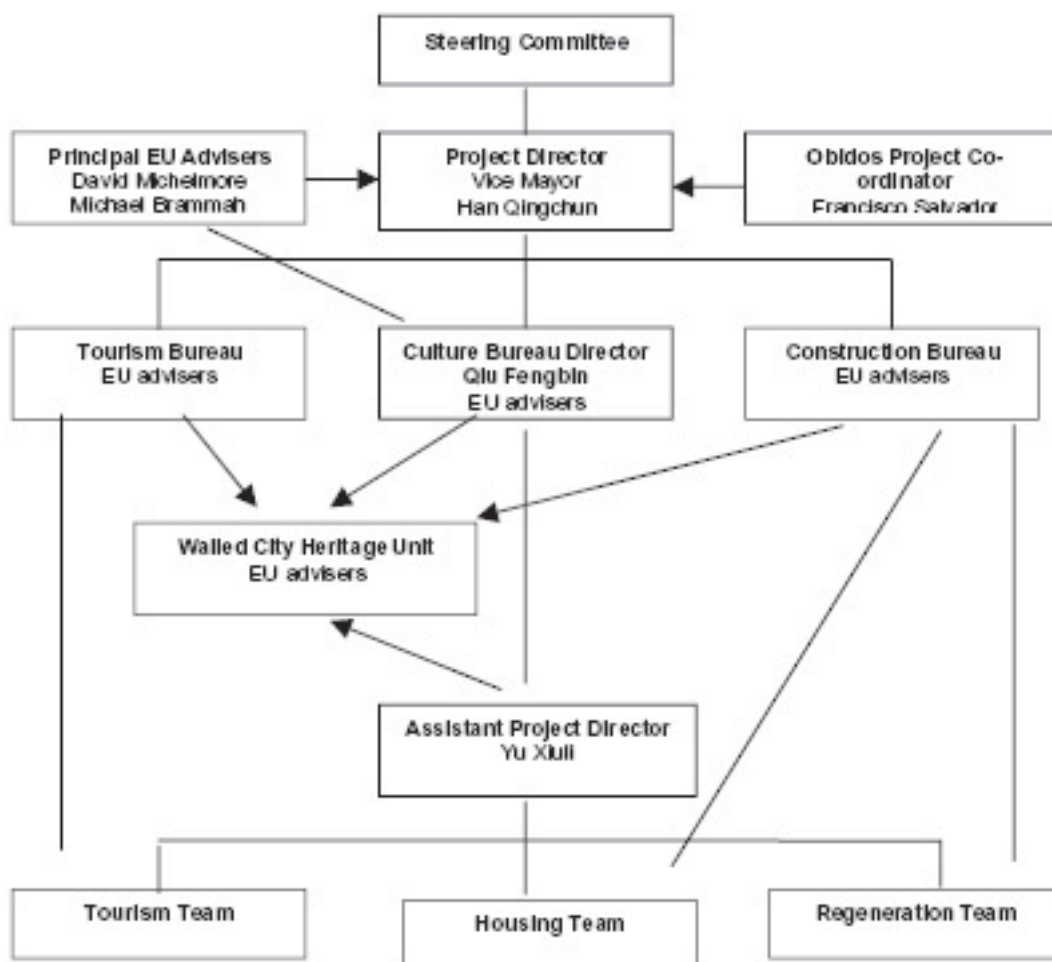 Steering Committee
Principal EU Advisers
David Michelmore
Michael Brammah
Project Director
Vice Mayor
Han Qingchun
Obidos Project Co-
ordinator
Francisco Salvador
Tourism Bureau
EU advisers
Culture Bureau Director
Qiu Fengbin
EU advisers
Construction Bureau
EU advisers
Walled City Heritage Unit
EU advisers
Assistant Project Director
Yu Xiuli
Tourism Team
Housing Team
Regeneration Team